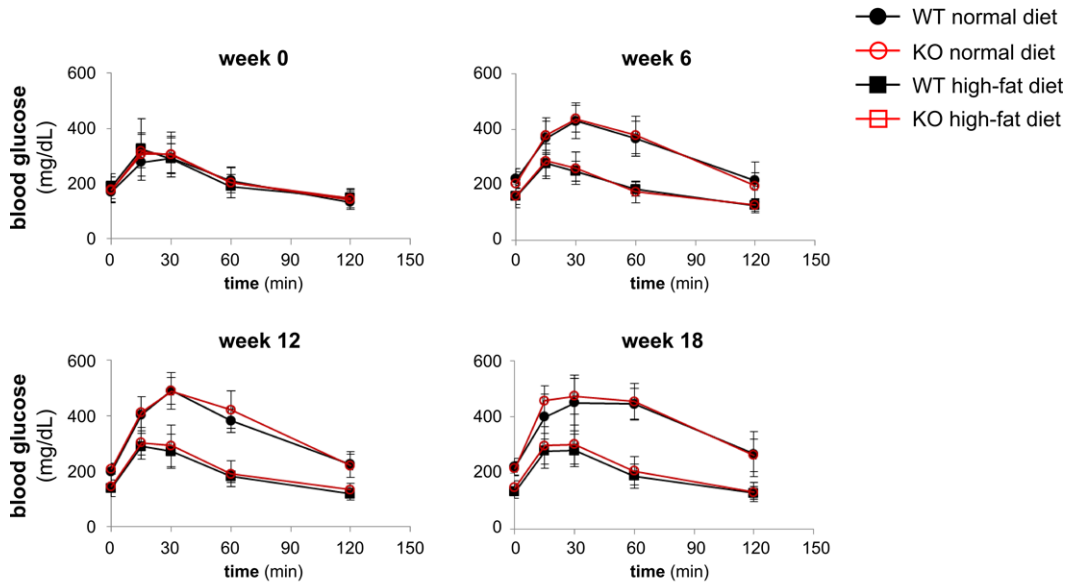 WT normal diet
KO normal diet
WT high-fat diet
KO high-fat diet
week 0
600
400
200
0
blood glucose
(mg/dL)
0 30 60 90 120 150
time (min)
week 6
600
400
200
0
0 30 60 90 120 150
time (min)
week 12
600
400
200
0
blood glucose
(mg/dL)
0 30 60 90 120 150
time (min)
week 18
600
400
200
0
0 30 60 90 120 150
time (min)